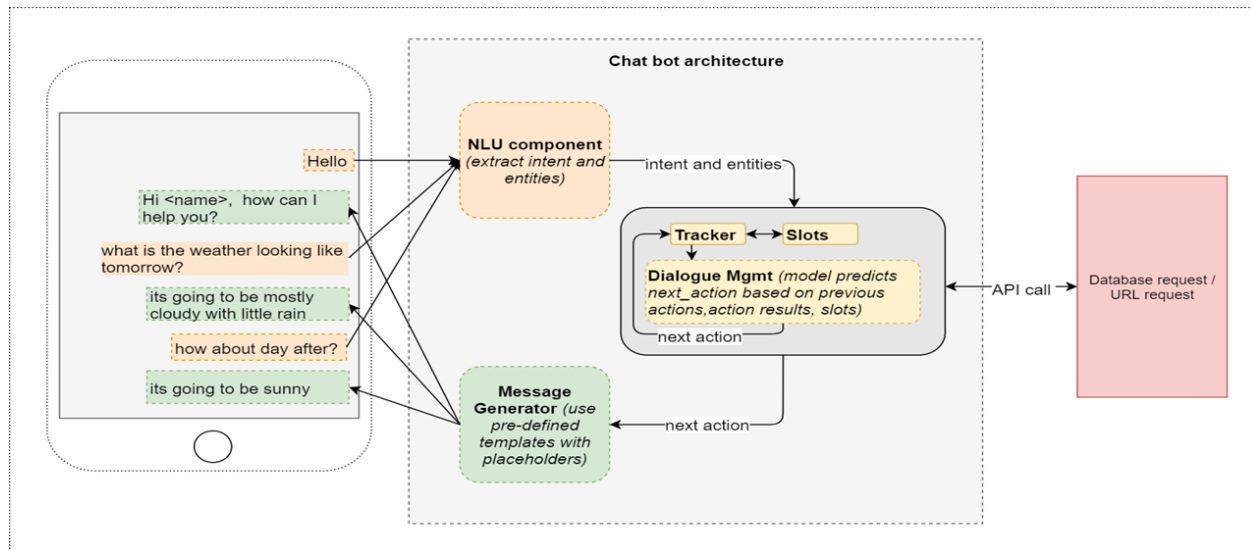 Chat bot architecture
Hello
Hi <name>,  how can I
help you?
what is the weather looking like
tomorrow?
its going to be mostly
cloudy with little rain
how about day after?
its going to be sunny
NLU component
(extract intent and
entities)
intent and entities
Tracker
Slots
Dialogue Mgmt (model predicts
next_action based on previous
actions,action results, slots)
next action
API call
Database request /
URL request
Message
Generator (use
pre-defined
templates with
placeholders)
next action